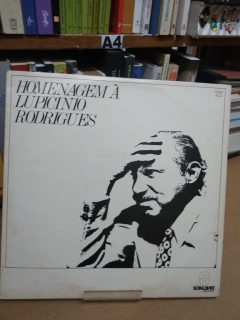 A4
HOMENAGEM À
LUPICINIO
RODRIGUES